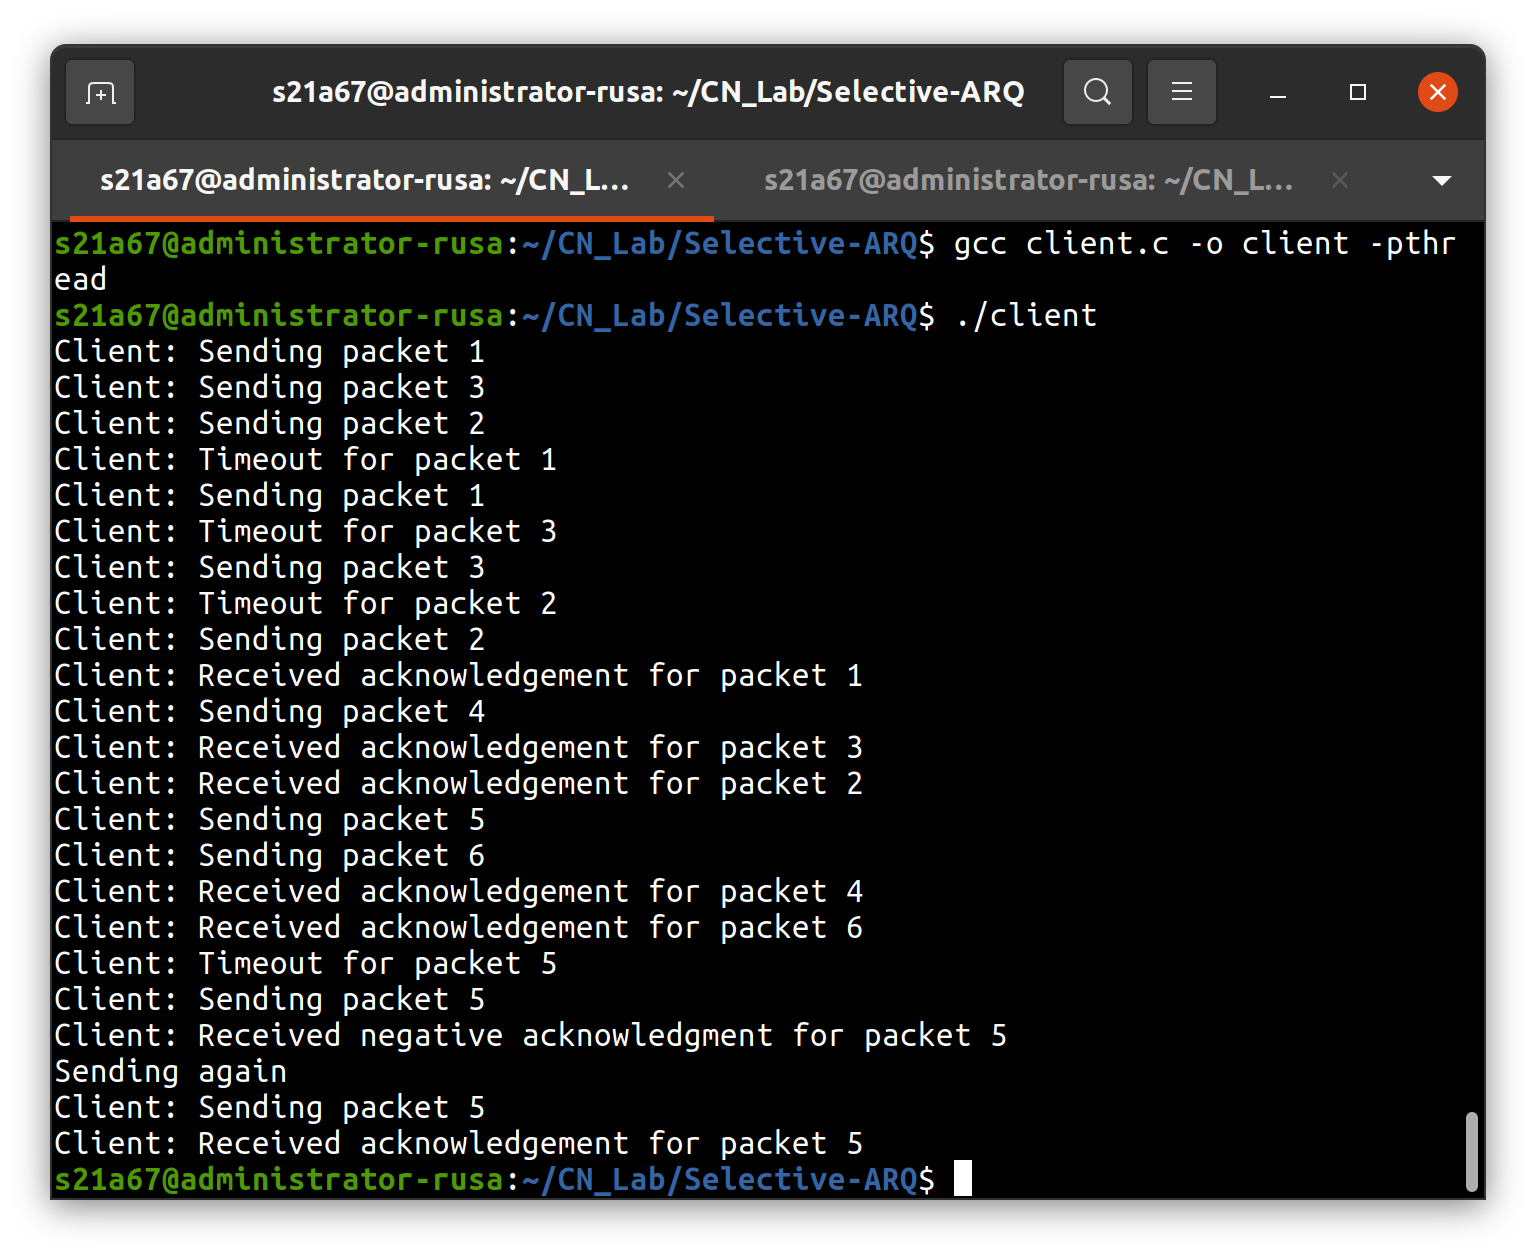 s21a67@administrator-rusa: ~/CN_Lab/Selective-ARQ
s21a67@administrator-rusa: ~/CN_L...
s21a67@administrator-rusa: ~/CN_L...
s21a67@administrator-rusa:~/CN_Lab/Selective-ARQ$ gcc client.c -o client -pthr
ead
s21a67@administrator-rusa:~/CN_Lab/Selective-ARQ$ ./client
Client: Sending packet 1
Client: Sending packet 3
Client: Sending packet 2
Client: Timeout for packet 1
Client: Sending packet 1
Client: Timeout for packet 3
Client: Sending packet 3
Client: Timeout for packet 2
Client: Sending packet 2
Client: Received acknowledgement for packet 1
Client: Sending packet 4
Client: Received acknowledgement for packet 3
Client: Received acknowledgement for packet 2
Client: Sending packet 5
Client: Sending packet 6
Client: Received acknowledgement for packet 4
Client: Received acknowledgement for packet 6
Client: Timeout for packet 5
Client: Sending packet 5
Client: Received negative acknowledgment for packet 5
Sending again
Client: Sending packet 5
Client: Received acknowledgement for packet 5
s21a67@administrator-rusa:~/CN_Lab/Selective-ARQ$